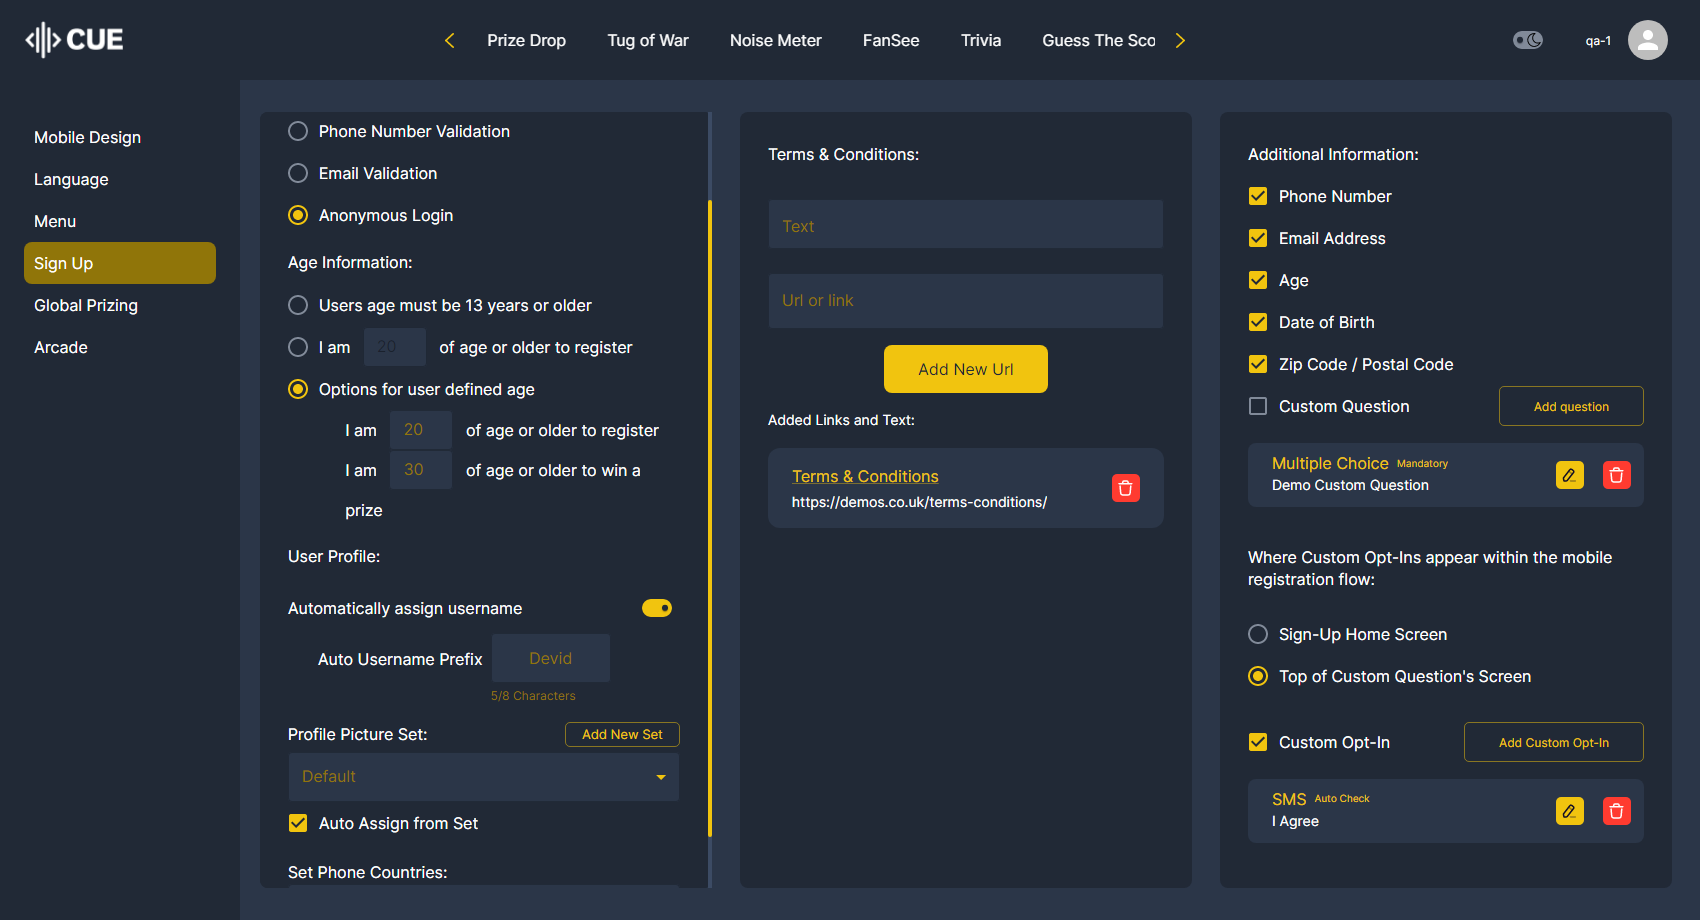 CUE
Prize Drop
Tug of War
Noise Meter
FanSee
Trivia
Guess The Sco
qa-1
Mobile Design
Language
Menu
Sign Up
Global Prizing
Arcade
Phone Number Validation
Email Validation
Anonymous Login
Age Information:
Users age must be 13 years or older
I am 20 of age or older to register
Options for user defined age
I am 20 of age or older to register
I am 30 of age or older to win a
prize
User Profile:
Automatically assign username
Auto Username Prefix Devid
5/8 Characters
Profile Picture Set: Add New Set
Default
Auto Assign from Set
Set Phone Countries:
Terms & Conditions:
Text
Url or link
Add New Url
Added Links and Text:
Terms & Conditions
https://demos.co.uk/terms-conditions/
Additional Information:
Phone Number
Email Address
Age
Date of Birth
Zip Code / Postal Code
Custom Question Add question
Multiple Choice Mandatory
Demo Custom Question
Where Custom Opt-Ins appear within the mobile
registration flow:
Sign-Up Home Screen
Top of Custom Question's Screen
Custom Opt-In Add Custom Opt-In
SMS Auto Check
I Agree